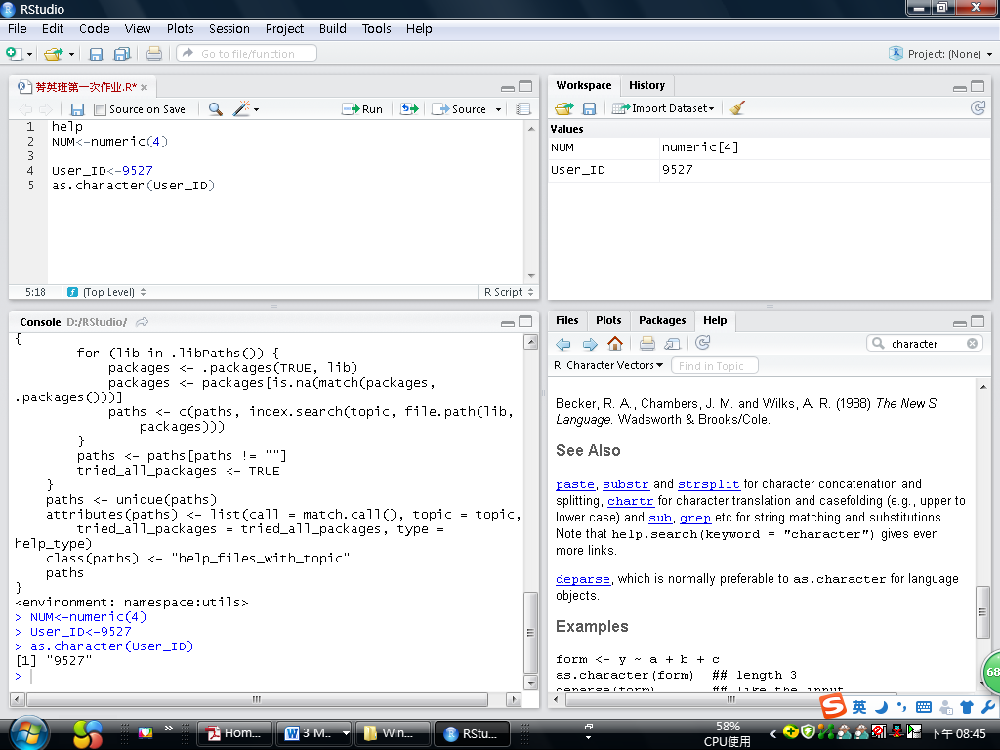 RStudio
File Edit Code View Plots Session Project Build Tools Help
Go to file/function
Project: (None)
菁英班第一次作业.R*
Source on Save
Run
Source
1 help
2 NUM<-numeric(4)
3
4 User_ID<-9527
5 as.character(User_ID)
5:18 (Top Level) R Script
Workspace History
Import Dataset
Values
NUM numeric[4]
User_ID 9527
Console D:/RStudio/
{
for (lib in .libPaths()) {
packages <- .packages(TRUE, lib)
packages <- packages[is.na(match(packages,
.packages()))]
paths <- c(paths, index.search(topic, file.path(lib,
packages)))
}
paths <- paths[paths != ""]
tried_all_packages <- TRUE
}
paths <- unique(paths)
attributes(paths) <- list(call = match.call(), topic = topic,
tried_all_packages = tried_all_packages, type =
help_type)
class(paths) <- "help_files_with_topic"
paths
}
<environment: namespace:utils>
> NUM<-numeric(4)
> User_ID<-9527
> as.character(User_ID)
[1] "9527"
>
Files Plots Packages Help
character
R: Character Vectors Find in Topic
Becker, R. A., Chambers, J. M. and Wilks, A. R. (1988) The New S
Language. Wadsworth & Brooks/Cole.
See Also
paste, substr and strsplit for character concatenation and
splitting, chartr for character translation and casefolding (e.g., upper to
lower case) and sub, grep etc for string matching and substitutions.
Note that help.search(keyword = "character") gives even
more links.
deparse, which is normally preferable to as.character for language
objects.
Examples
form <- y ~ a + b + c
as.character(form) ## length 3
deparse(form) ## like the input
68
S 英
Hom...
3 M...
Win...
RStu...
58%
CPU使用
下午 08:45